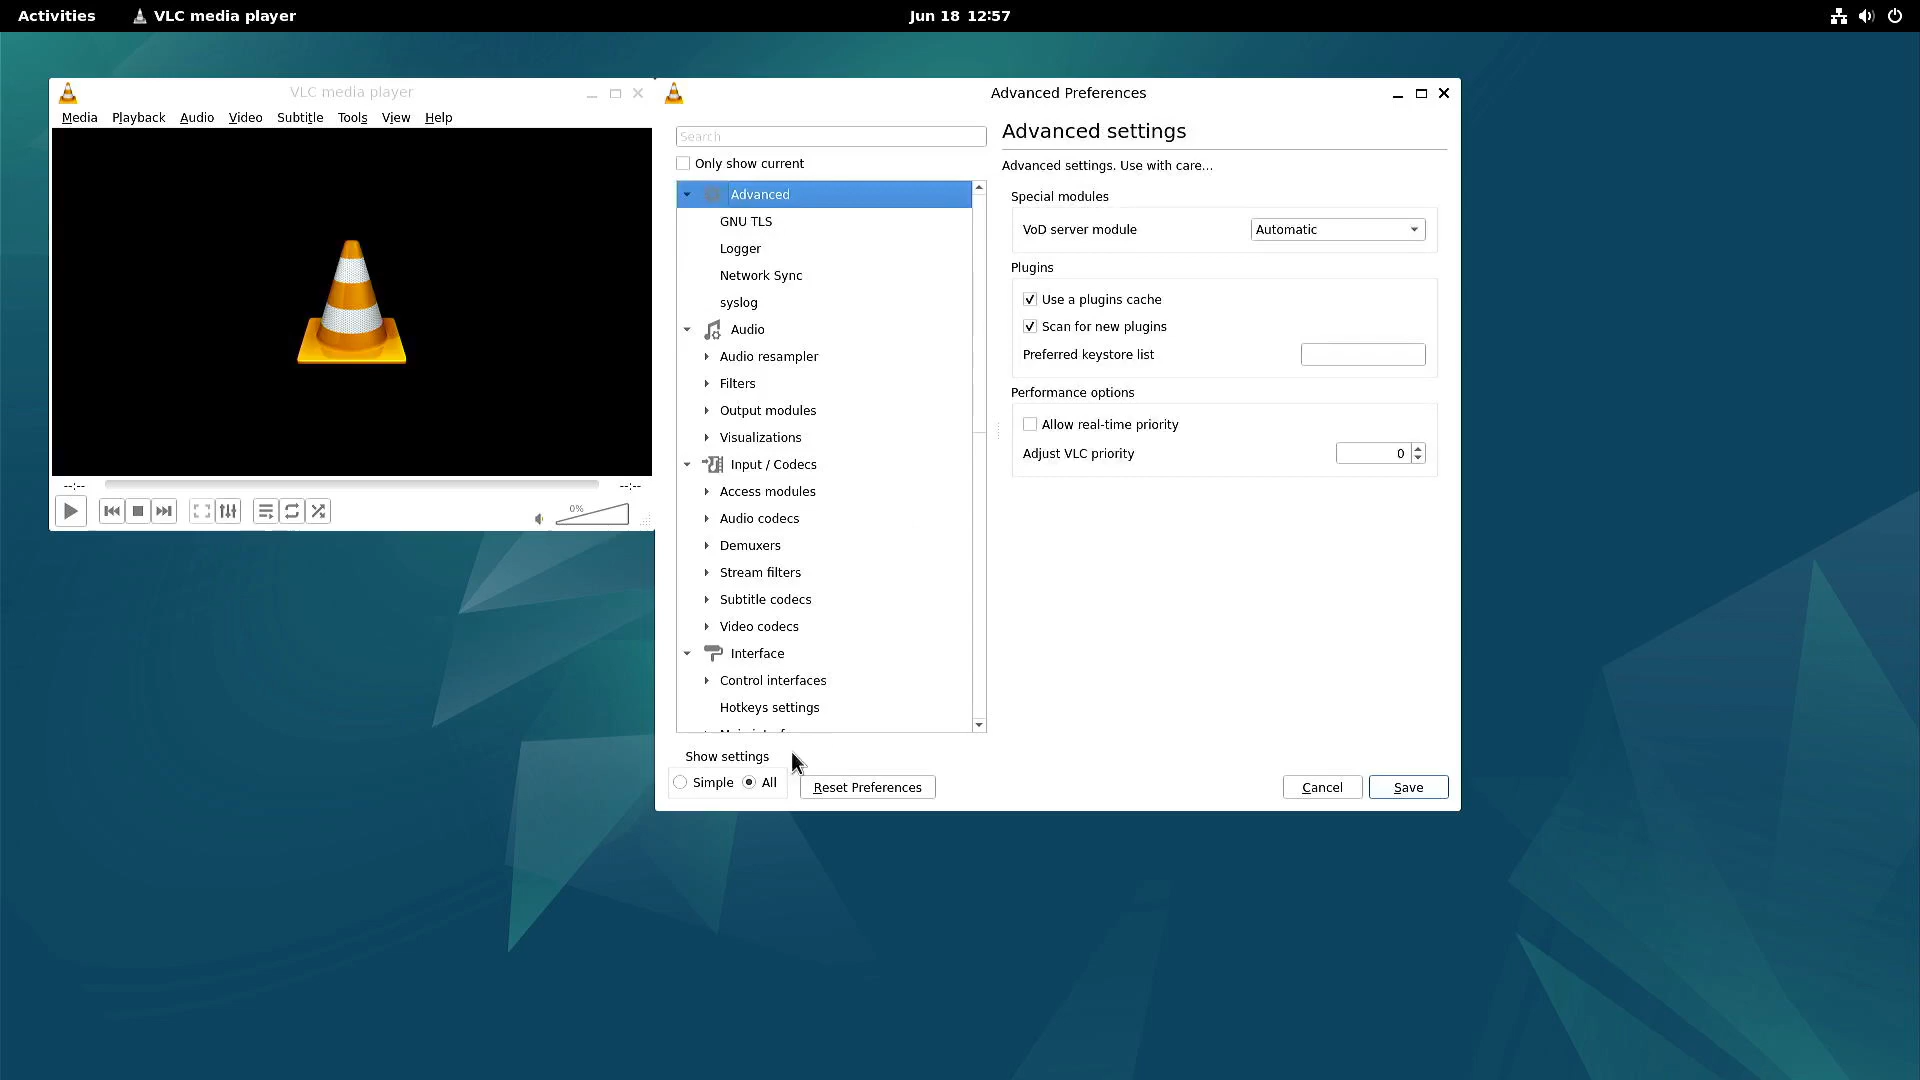 Activities
VLC media player
Jun 18 12:57
VLC media player
Media Playback Audio Video Subtitle Tools View Help
--:-- --:--
0%
Advanced Preferences
Search
Only show current
Advanced
GNU TLS
Logger
Network Sync
syslog
Audio
Audio resampler
Filters
Output modules
Visualizations
Input / Codecs
Access modules
Audio codecs
Demuxers
Stream filters
Subtitle codecs
Video codecs
Interface
Control interfaces
Hotkeys settings
Show settings
Simple All
Reset Preferences
Advanced settings
Advanced settings. Use with care...
Special modules
VoD server module Automatic
Plugins
Use a plugins cache
Scan for new plugins
Preferred keystore list
Performance options
Allow real-time priority
Adjust VLC priority 0
Cancel Save